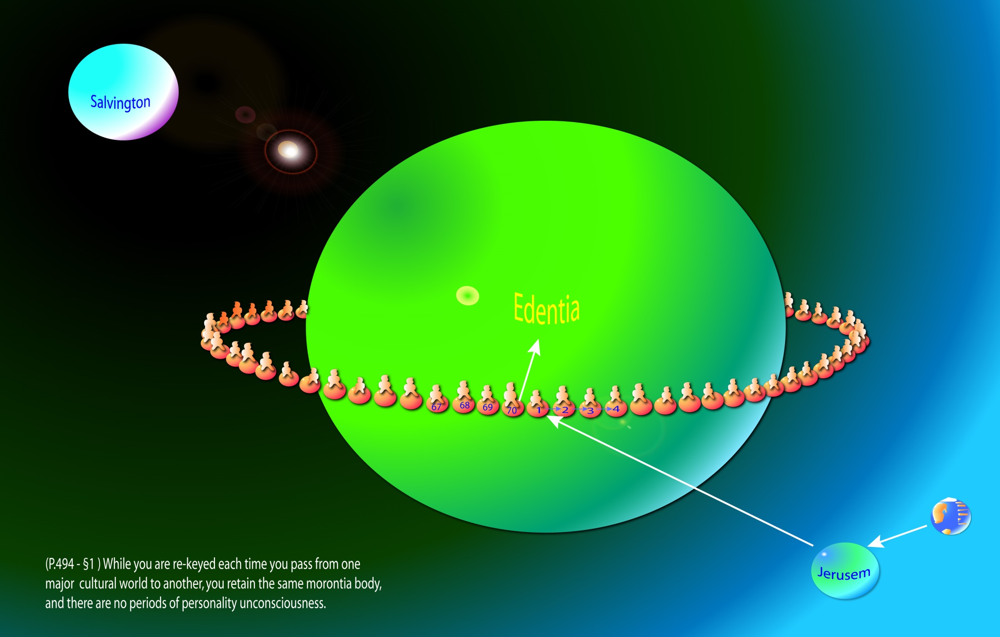 Salvington
Edentia
67 68 69 70 1 2 3 4
Jerusem
(P.494 - §1 ) While you are re-keyed each time you pass from one
major cultural world to another, you retain the same morontia body,
and there are no periods of personality unconsciousness.